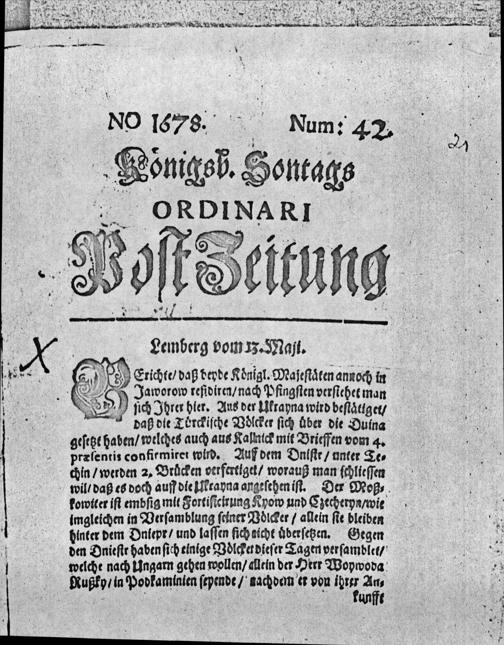 NO 1678. Num: 42.
21
Königsb. Sontags
ORDINARI
Post Zeitung
Lemberg vom 13. Maji.
BErichte/ daß beyde Königl. Majestäten annoch in
Jaworow residiren/ nach Pfingsten versiehet man
sich Ihrer hier. Aus der Ukrayna wird bestätiget/
daß die Türckische Völcker sich über die Duina
gesetzt haben/ welches auch aus Kallnick mit Brieffen vom 4.
præsentis confirmiret wird. Auff dem Dnistr/ unter Te-
chin/ werden 2. Brücken verfertiget/ worauß man schliessen
wil/ daß es doch auff die Ukrayna angesehen ist. Der Moß-
kowiter ist embsig mit Fortificirung Kyow und Czecheryn/ wie
imgleichen in Versamblung seiner Völcker/ allein sie bleiben
hinter dem Dniepr/ und lassen sich nicht übersetzen. Gegen
den Dniestr haben sich einige Völcker dieser Tagen versamblet/
welche nach Ungarn gehen wollen/ allein der Herr Woywoda
Rußky/ in Podkaminien seyende/ nachdem er von ihrer An-
kunfft